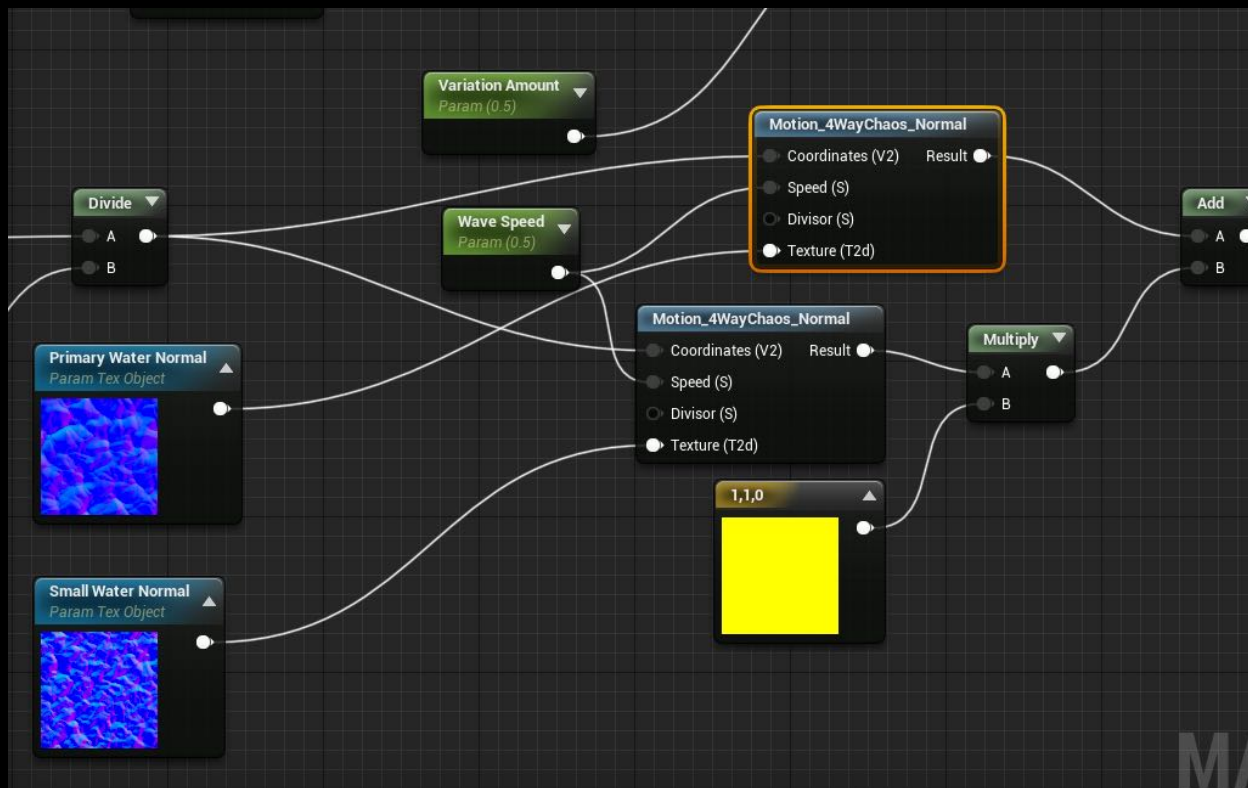 Variation Amount
Param (0.5)
Motion_4WayChaos_Normal
Coordinates (V2) Result
Speed (S)
Divisor (S)
Texture (T2d)
Divide
A
B
Wave Speed
Param (0.5)
Add
A
B
Motion_4WayChaos_Normal
Coordinates (V2) Result
Speed (S)
Divisor (S)
Texture (T2d)
Multiply
A
B
Primary Water Normal
Param Tex Object
1,1,0
Small Water Normal
Param Tex Object
MA